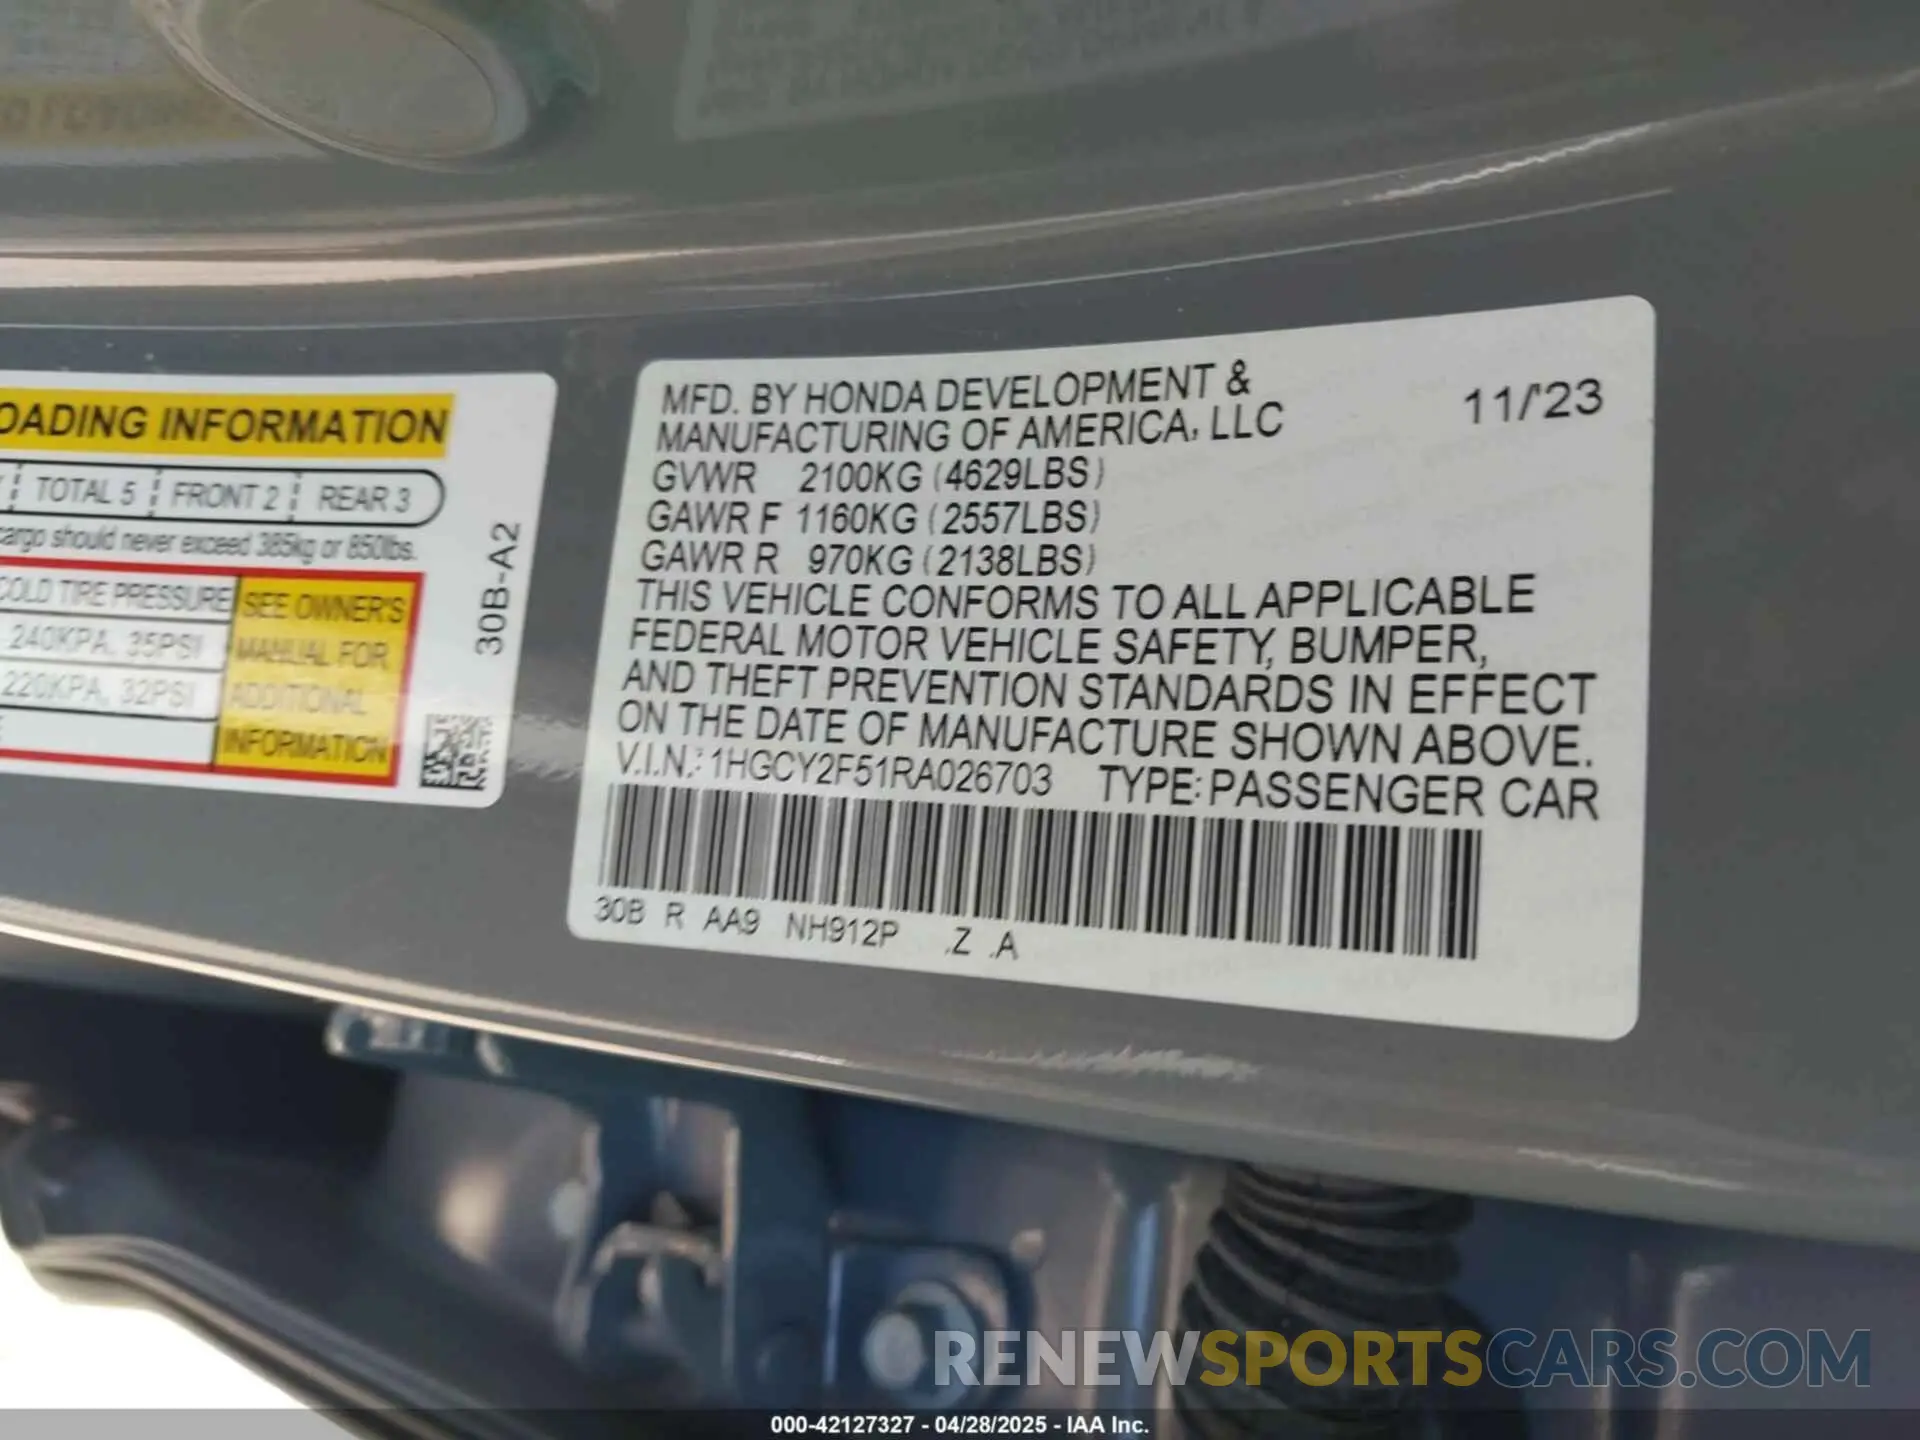 OADING INFORMATION
TOTAL 5 FRONT 2 REAR 3
cargo should never exceed 385kg or 850lbs.
COLD TIRE PRESSURE
240KPA, 35PSI
220KPA, 32PSI
SEE OWNER'S
MANUAL FOR
ADDITIONAL
INFORMATION
30B-A2
MFD. BY HONDA DEVELOPMENT &
MANUFACTURING OF AMERICA, LLC
11/'23
GVWR 2100KG (4629LBS)
GAWR F 1160KG (2557LBS)
GAWR R 970KG (2138LBS)
THIS VEHICLE CONFORMS TO ALL APPLICABLE
FEDERAL MOTOR VEHICLE SAFETY, BUMPER,
AND THEFT PREVENTION STANDARDS IN EFFECT
ON THE DATE OF MANUFACTURE SHOWN ABOVE.
V.I.N.: 1HGCY2F51RA026703 TYPE: PASSENGER CAR
30B R AA9 NH912P .Z .A
RENEWSPORTSCARS.COM
000-42127327 - 04/28/2025 - IAA Inc.